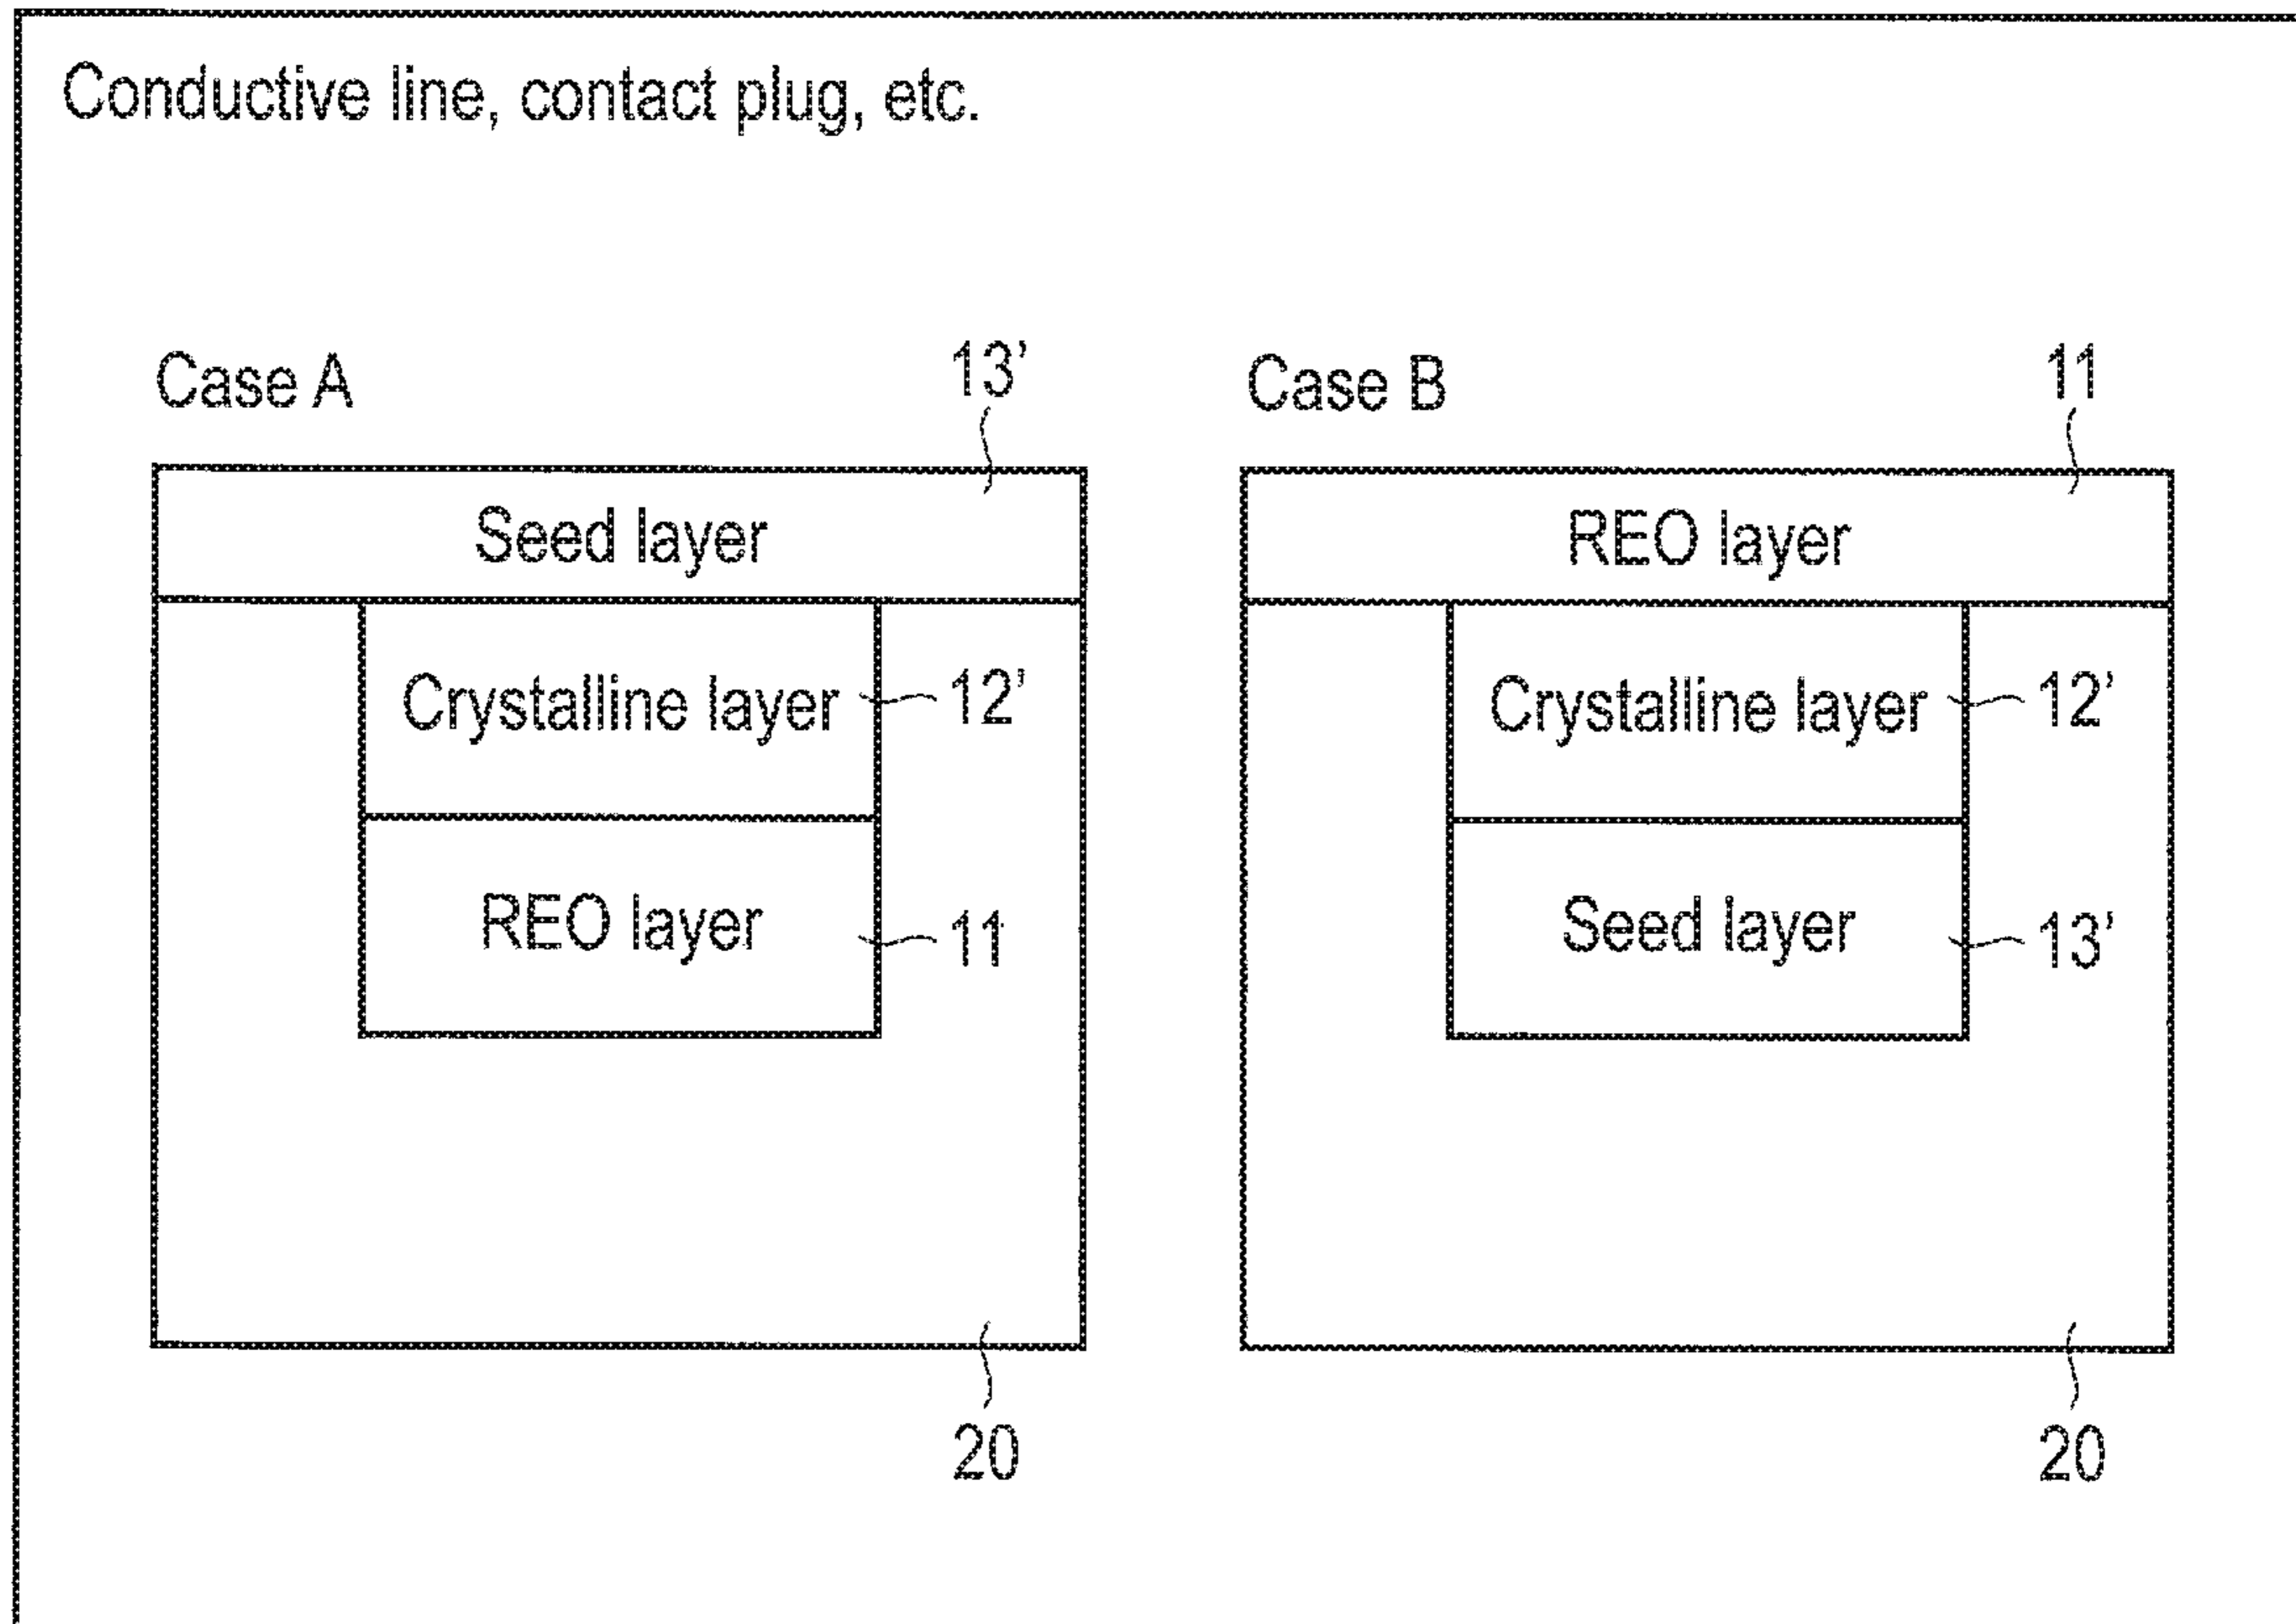 Conductive line, contact plug, etc.
Case A
13’
Seed layer
Crystalline layer
12’
REO layer
11
20
Case B
11
REO layer
Crystalline layer
12’
Seed layer
13’
20